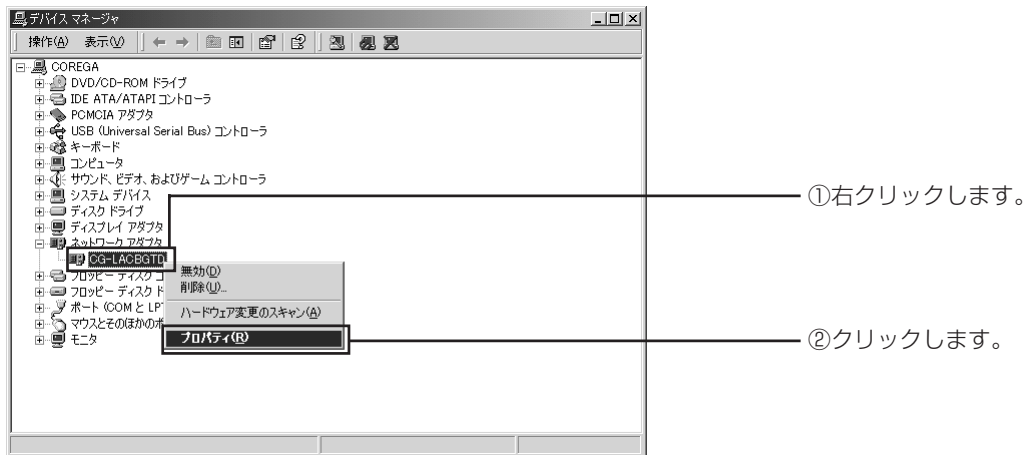 デバイス マネージャ
操作(A) 表示(V)
COREGA
DVD/CD-ROM ドライブ
IDE ATA/ATAPI コントローラ
PCMCIA アダプタ
USB (Universal Serial Bus) コントローラ
キーボード
コンピュータ
サウンド、ビデオ、およびゲーム コントローラ
システム デバイス
ディスク ドライブ
ディスプレイ アダプタ
ネットワーク アダプタ
CG-LACBGTD
フロッピー ディスク コ
フロッピー ディスク ド
ポート (COM と LP
マウスとそのほかのポ
モニタ
無効(D)
削除(U)...
ハードウェア変更のスキャン(A)
プロパティ(R)
①右クリックします。
②クリックします。